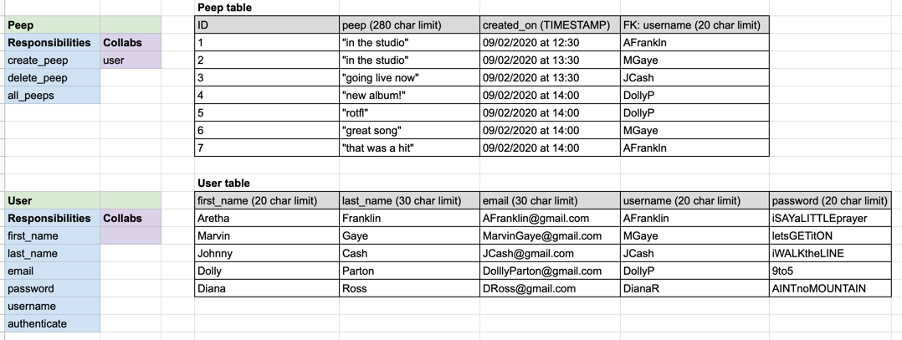 Peep table
Peep ID peep (280 char limit) created_on (TIMESTAMP) FK: username (20 char limit)
Responsibilities Collabs 1 "in the studio" 09/02/2020 at 12:30 AFrankln
create_peep user 2 "in the studio" 09/02/2020 at 13:30 MGaye
delete_peep 3 "going live now" 09/02/2020 at 13:30 JCash
all_peeps 4 "new album!" 09/02/2020 at 14:00 DollyP
5 "rotfl" 09/02/2020 at 14:00 DollyP
6 "great song" 09/02/2020 at 14:00 MGaye
7 "that was a hit" 09/02/2020 at 14:00 AFrankln
User table
User first_name (20 char limit) last_name (30 char limit) email (30 char limit) username (20 char limit) password (20 char limit)
Responsibilities Collabs Aretha Franklin AFranklin@gmail.com AFranklin iSAYaLITTLEprayer
first_name Marvin Gaye MarvinGaye@gmail.com MGaye letsGETitON
last_name Johnny Cash JCash@gmail.com JCash iWALKtheLINE
email Dolly Parton DolllyParton@gmail.com DollyP 9to5
password Diana Ross DRoss@gmail.com DianaR AINTnoMOUNTAIN
username
authenticate